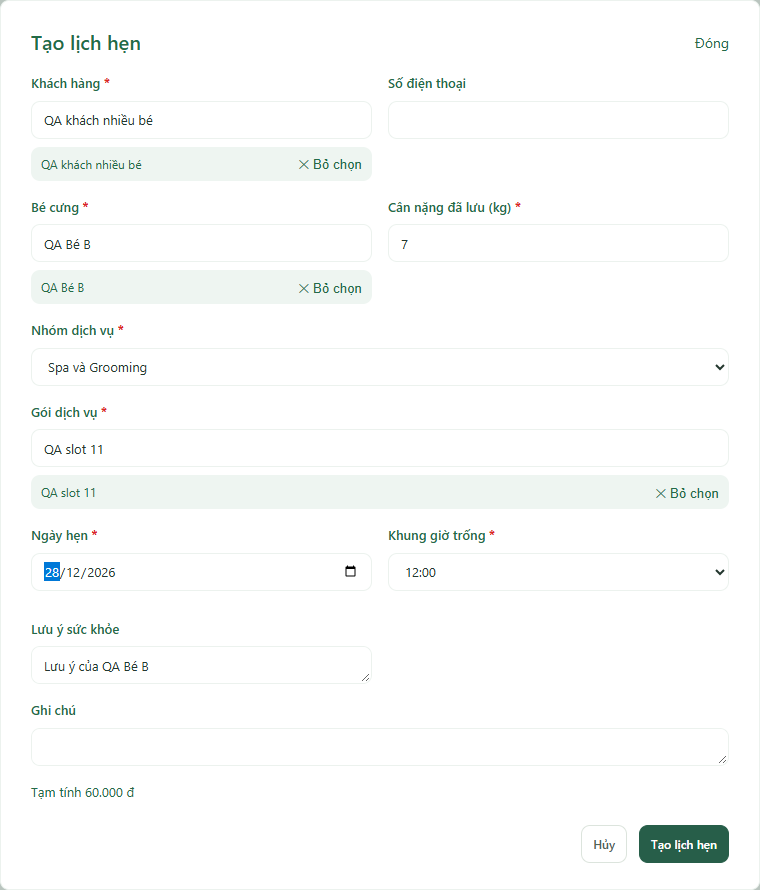 Tạo lịch hẹn
Đóng
Khách hàng *
Số điện thoại
QA khách nhiều bé
QA khách nhiều bé
Bỏ chọn
Bé cưng *
Cân nặng đã lưu (kg) *
QA Bé B
7
QA Bé B
Bỏ chọn
Nhóm dịch vụ *
Spa và Grooming
Gói dịch vụ *
QA slot 11
QA slot 11
Bỏ chọn
Ngày hẹn *
Khung giờ trống *
28/12/2026
12:00
Lưu ý sức khỏe
Lưu ý của QA Bé B
Ghi chú
Tạm tính 60.000 đ
Hủy
Tạo lịch hẹn